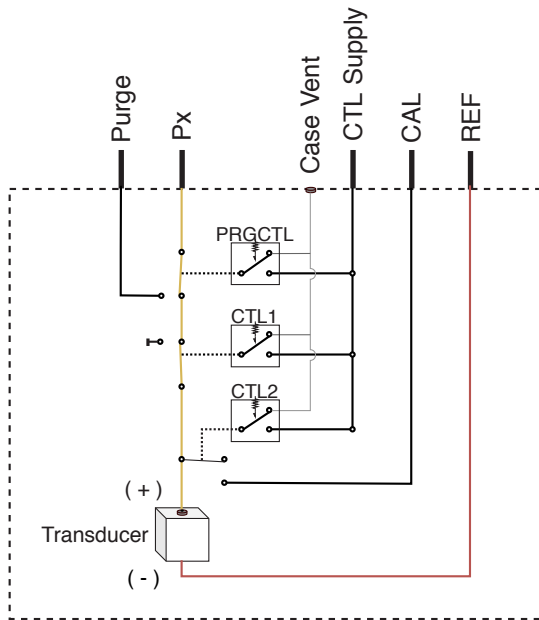 Purge
Px
Case Vent
CTL Supply
CAL
REF
PRGCTL
CTL1
CTL2
(+)
Transducer
(-)